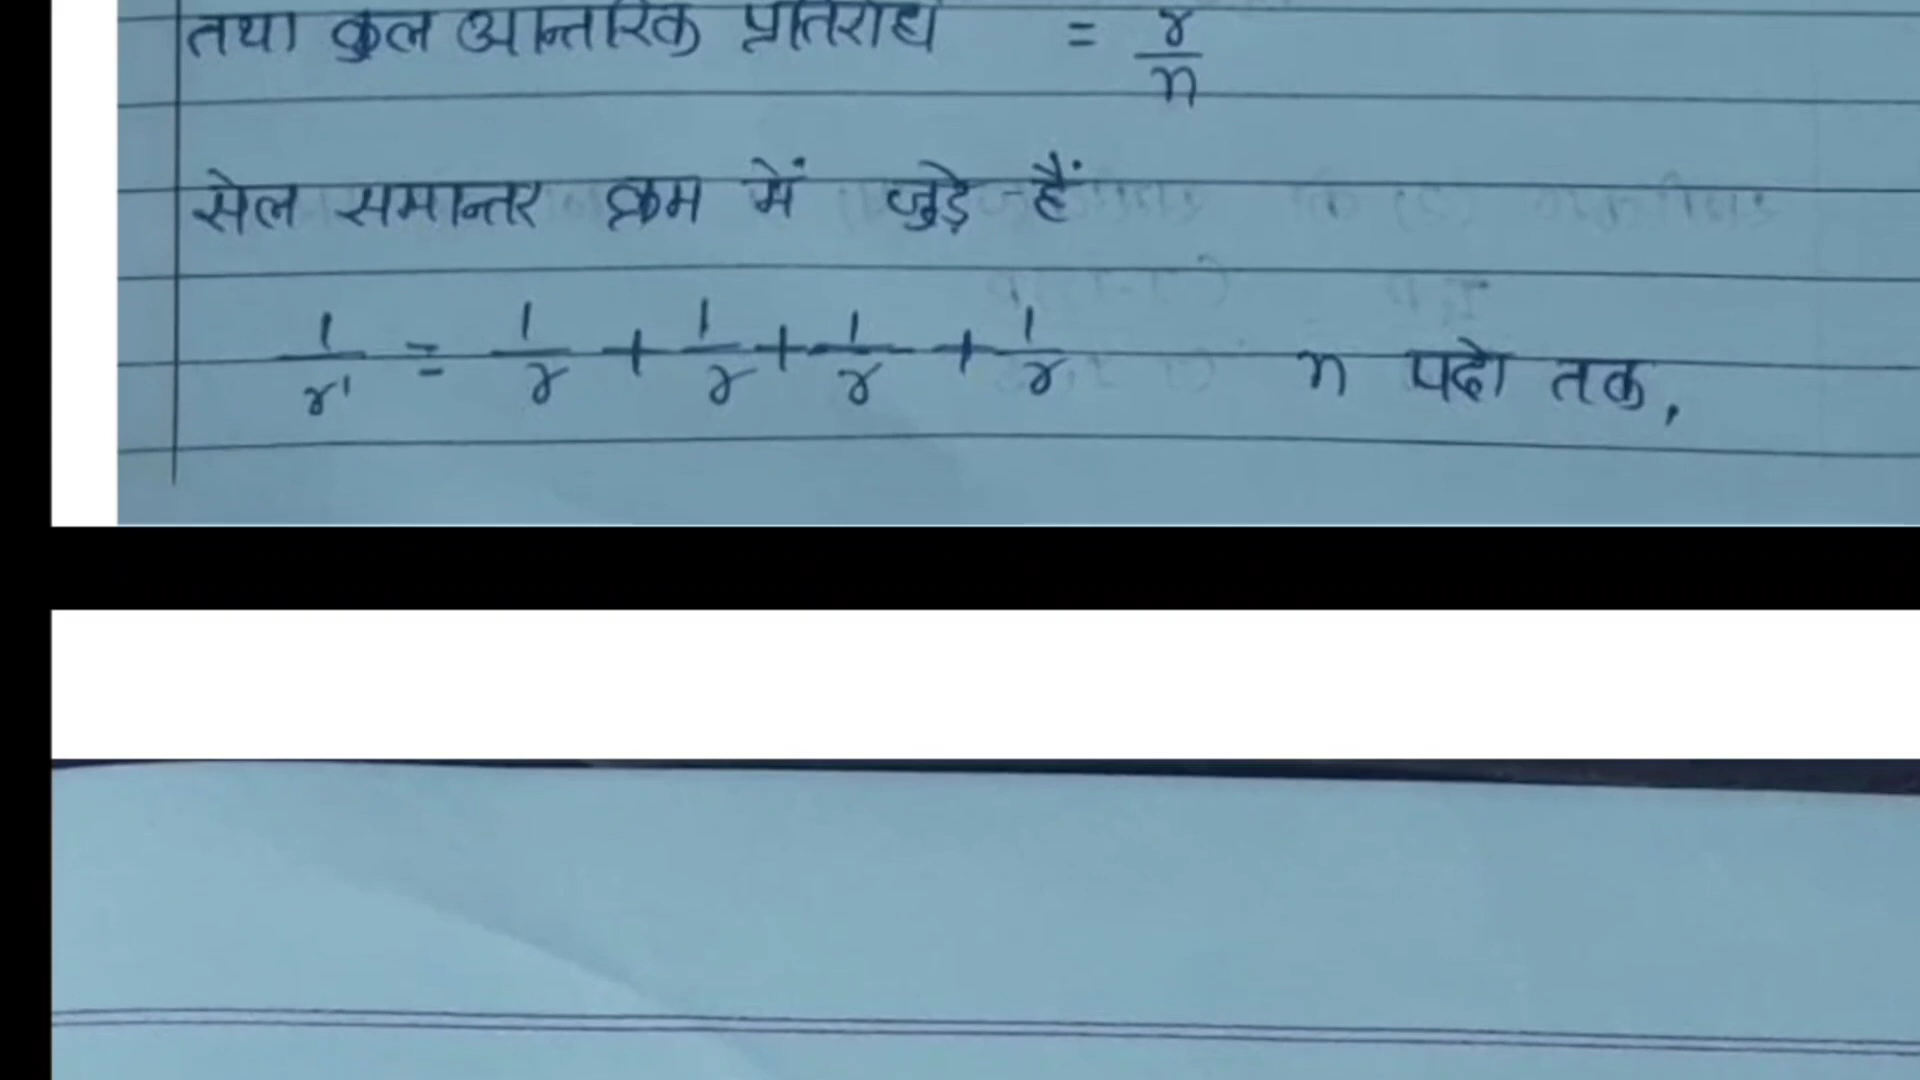 तथा कुल आन्तरिक प्रतिरोध = r/n
सेल समान्तर क्रम में जुड़े हैं
1/r' = 1/r + 1/r + 1/r + 1/r n पदो तक,